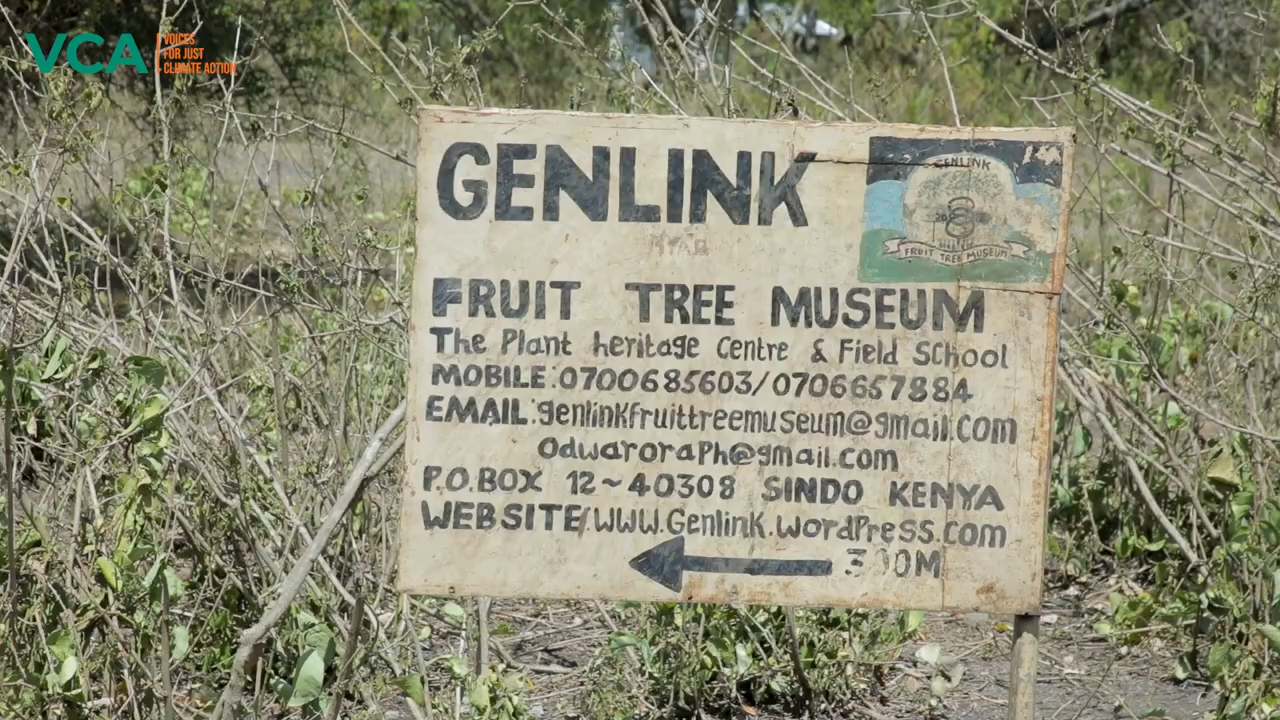 VCA
VOICES
FOR JUST
CLIMATE ACTION
GENLINK
GENLINK
FRUIT TREE MUSEUM
FRUIT TREE MUSEUM
The Plant heritage Centre & Field School
MOBILE:0700685603/0706657884
EMAIL:genlinkfruittreemuseum@gmail.com
odwaroraph@gmail.com
P.O.BOX 12~40308 SINDO KENYA
WEBSITE/WWW.Genlink.wordPress.com
300M